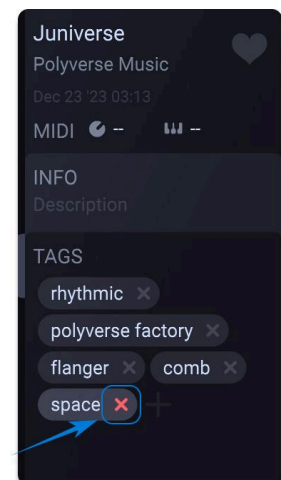 Juniverse
Polyverse Music
Dec 23 '23 03:13
MIDI -- --
INFO
Description
TAGS
rhythmic ×
polyverse factory ×
flanger × comb ×
space × +